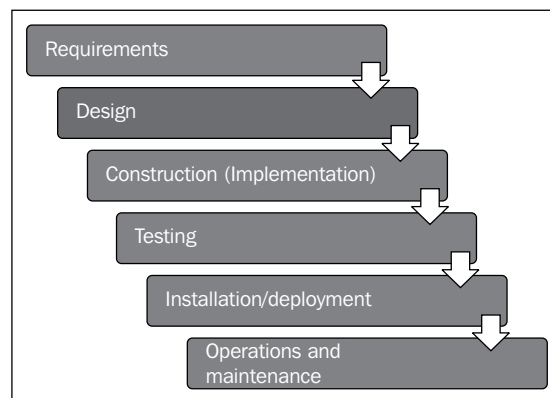 Requirements
Design
Construction (Implementation)
Testing
Installation/deployment
Operations and
maintenance